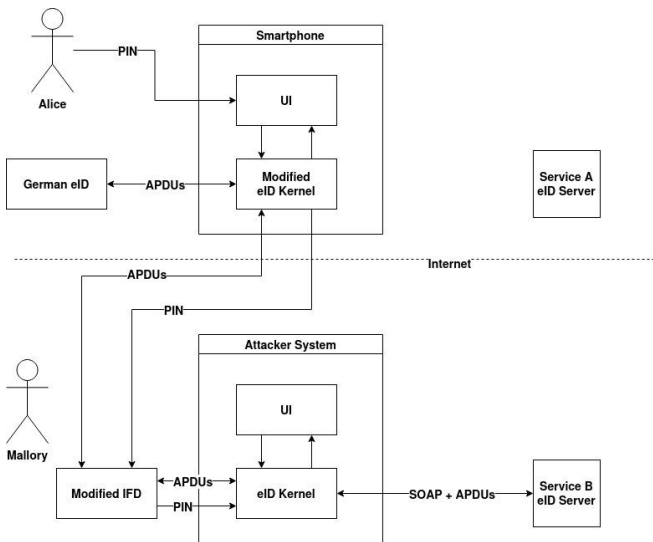 Smartphone
PIN
UI
Alice
German eID
APDUs
Modified
eID Kernel
Service A
eID Server
Internet
APDUs
PIN
Attacker System
UI
Mallory
Modified IFD
APDUs
PIN
eID Kernel
SOAP + APDUs
Service B
eID Server